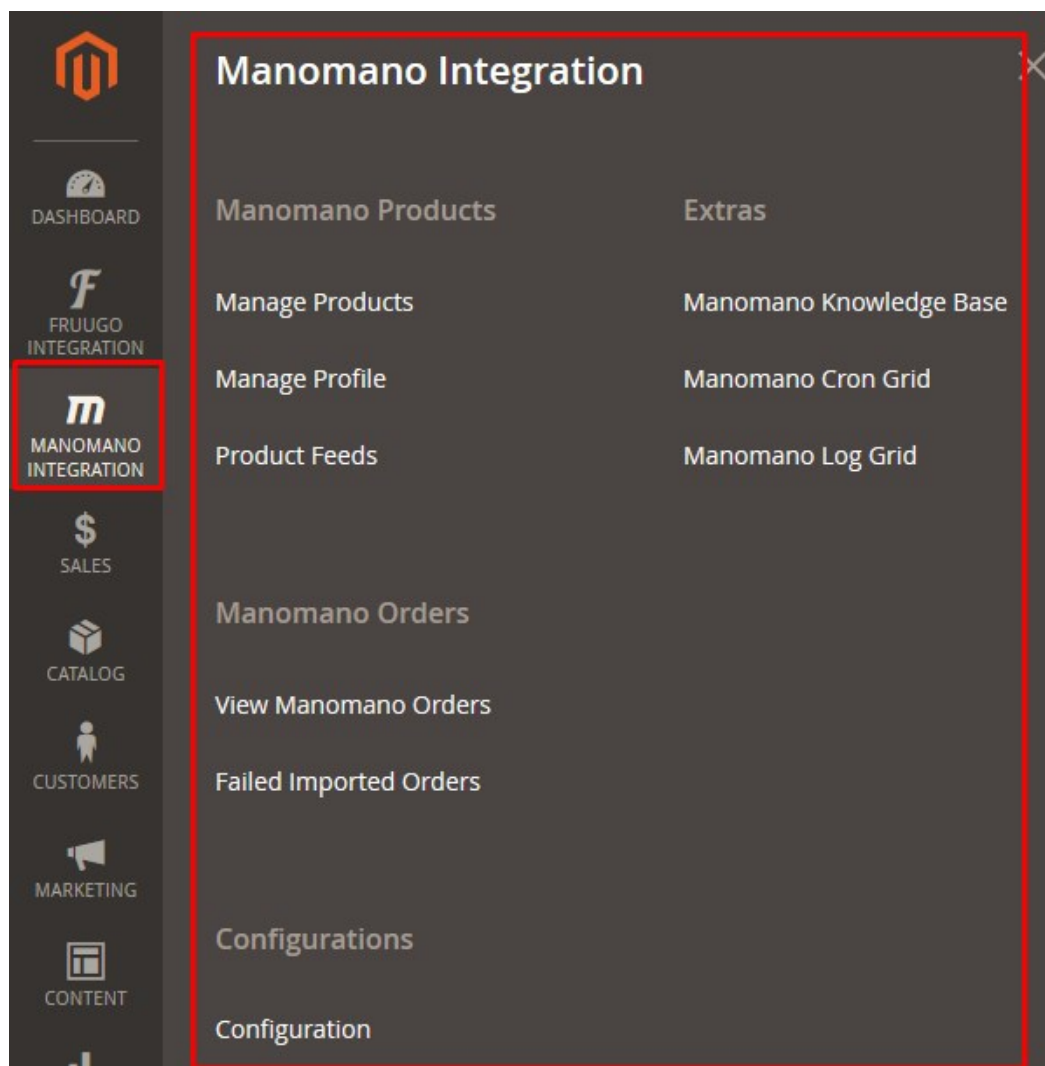 DASHBOARD
FRUUGO
INTEGRATION
MANOMANO
INTEGRATION
SALES
CATALOG
CUSTOMERS
MARKETING
CONTENT
Manomano Integration
Manomano Products
Manage Products
Manage Profile
Product Feeds
Extras
Manomano Knowledge Base
Manomano Cron Grid
Manomano Log Grid
Manomano Orders
View Manomano Orders
Failed Imported Orders
Configurations
Configuration